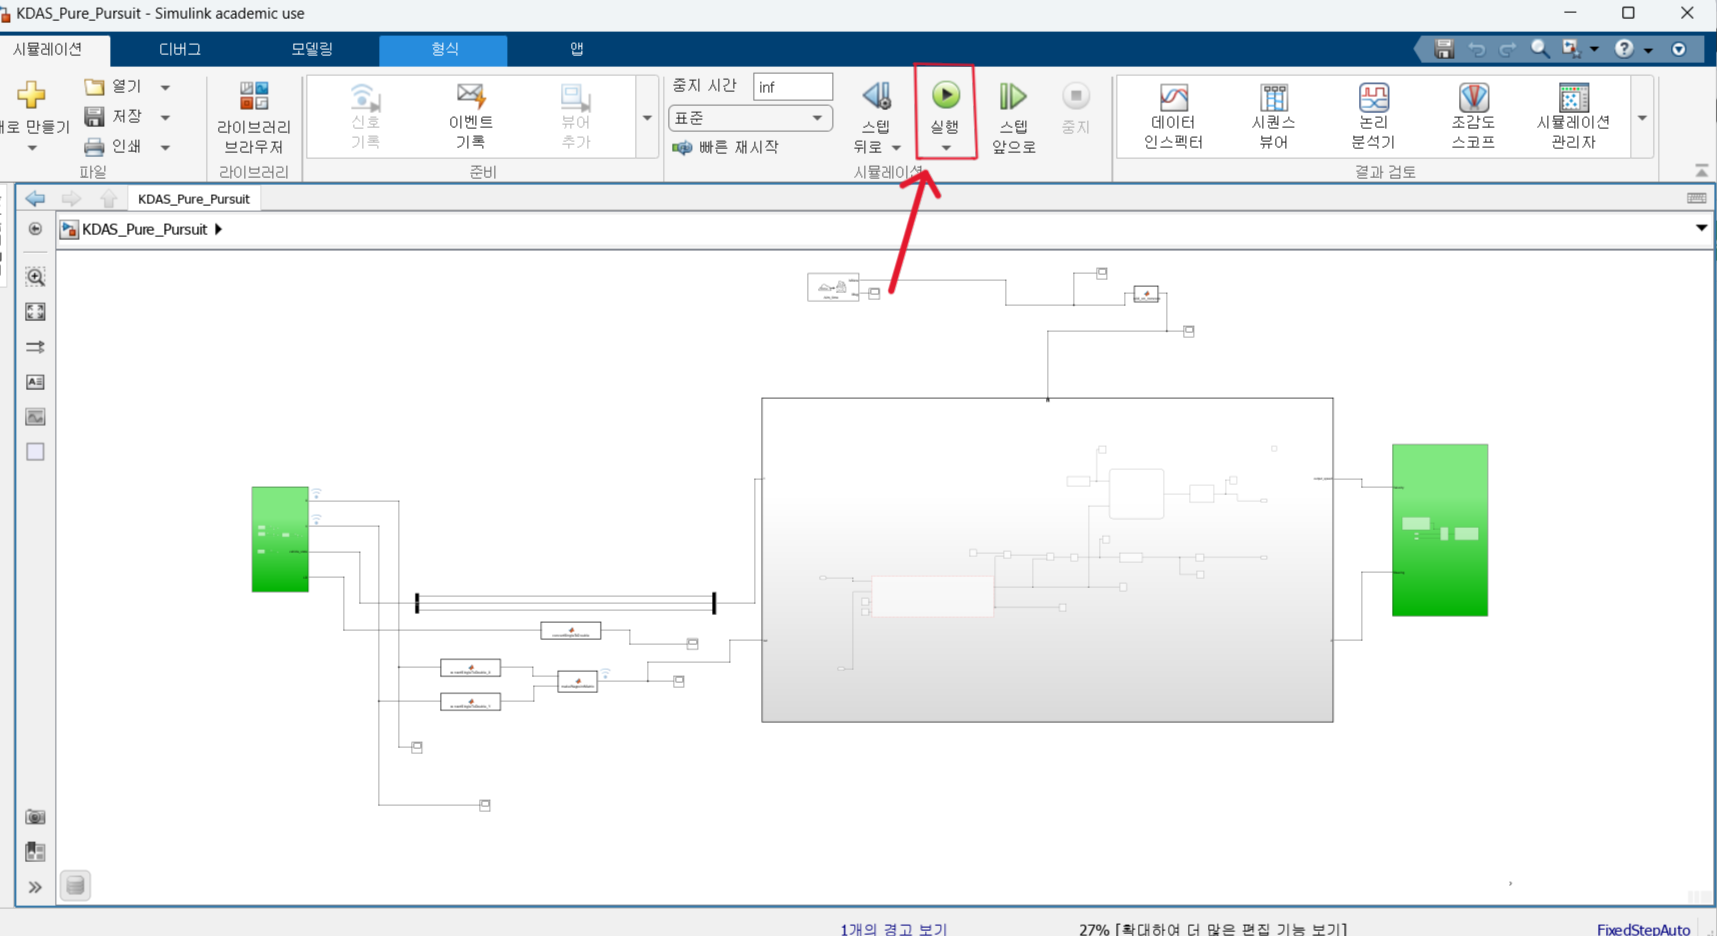 KDAS_Pure_Pursuit - Simulink academic use
시뮬레이션
디버그
모델링
형식
앱
새로 만들기
열기
저장
인쇄
파일
라이브러리
브라우저
라이브러리
신호
기록
이벤트
기록
뷰어
추가
준비
중지 시간
inf
표준
빠른 재시작
스텝
뒤로
실행
스텝
앞으로
중지
시뮬레이션
데이터
인스펙터
시퀀스
뷰어
논리
분석기
조감도
스코프
시뮬레이션
관리자
결과 검토
KDAS_Pure_Pursuit
KDAS_Pure_Pursuit
1개의 경고 보기
27% [확대하여 더 많은 편집 기능 보기]
FixedStepAuto